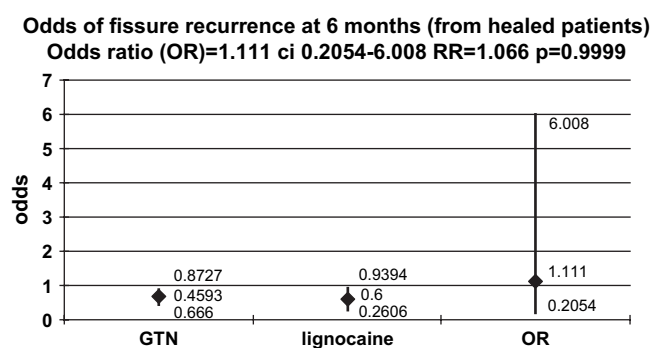 Odds of fissure recurrence at 6 months (from healed patients)
Odds ratio (OR)=1.111 ci 0.2054-6.008 RR=1.066 p=0.9999
7
6
5
4
3
2
1
0
odds
6.008
0.8727
0.4593
0.666
0.9394
0.6
0.2606
1.111
0.2054
GTN
lignocaine
OR